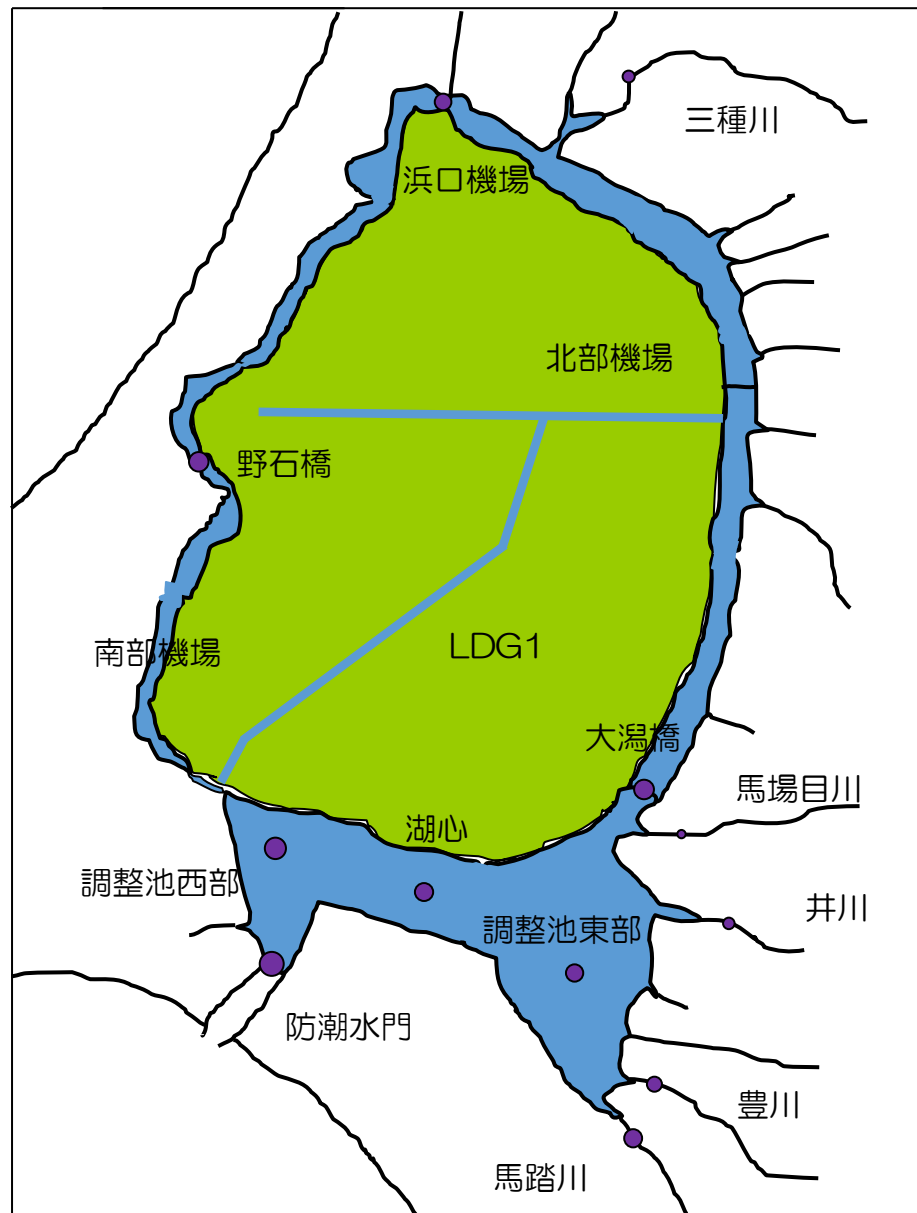 三種川
浜口機場
北部機場
野石橋
南部機場
LDG1
大潟橋
馬場目川
湖心
調整池西部
井川
調整池東部
防潮水門
豊川
馬踏川